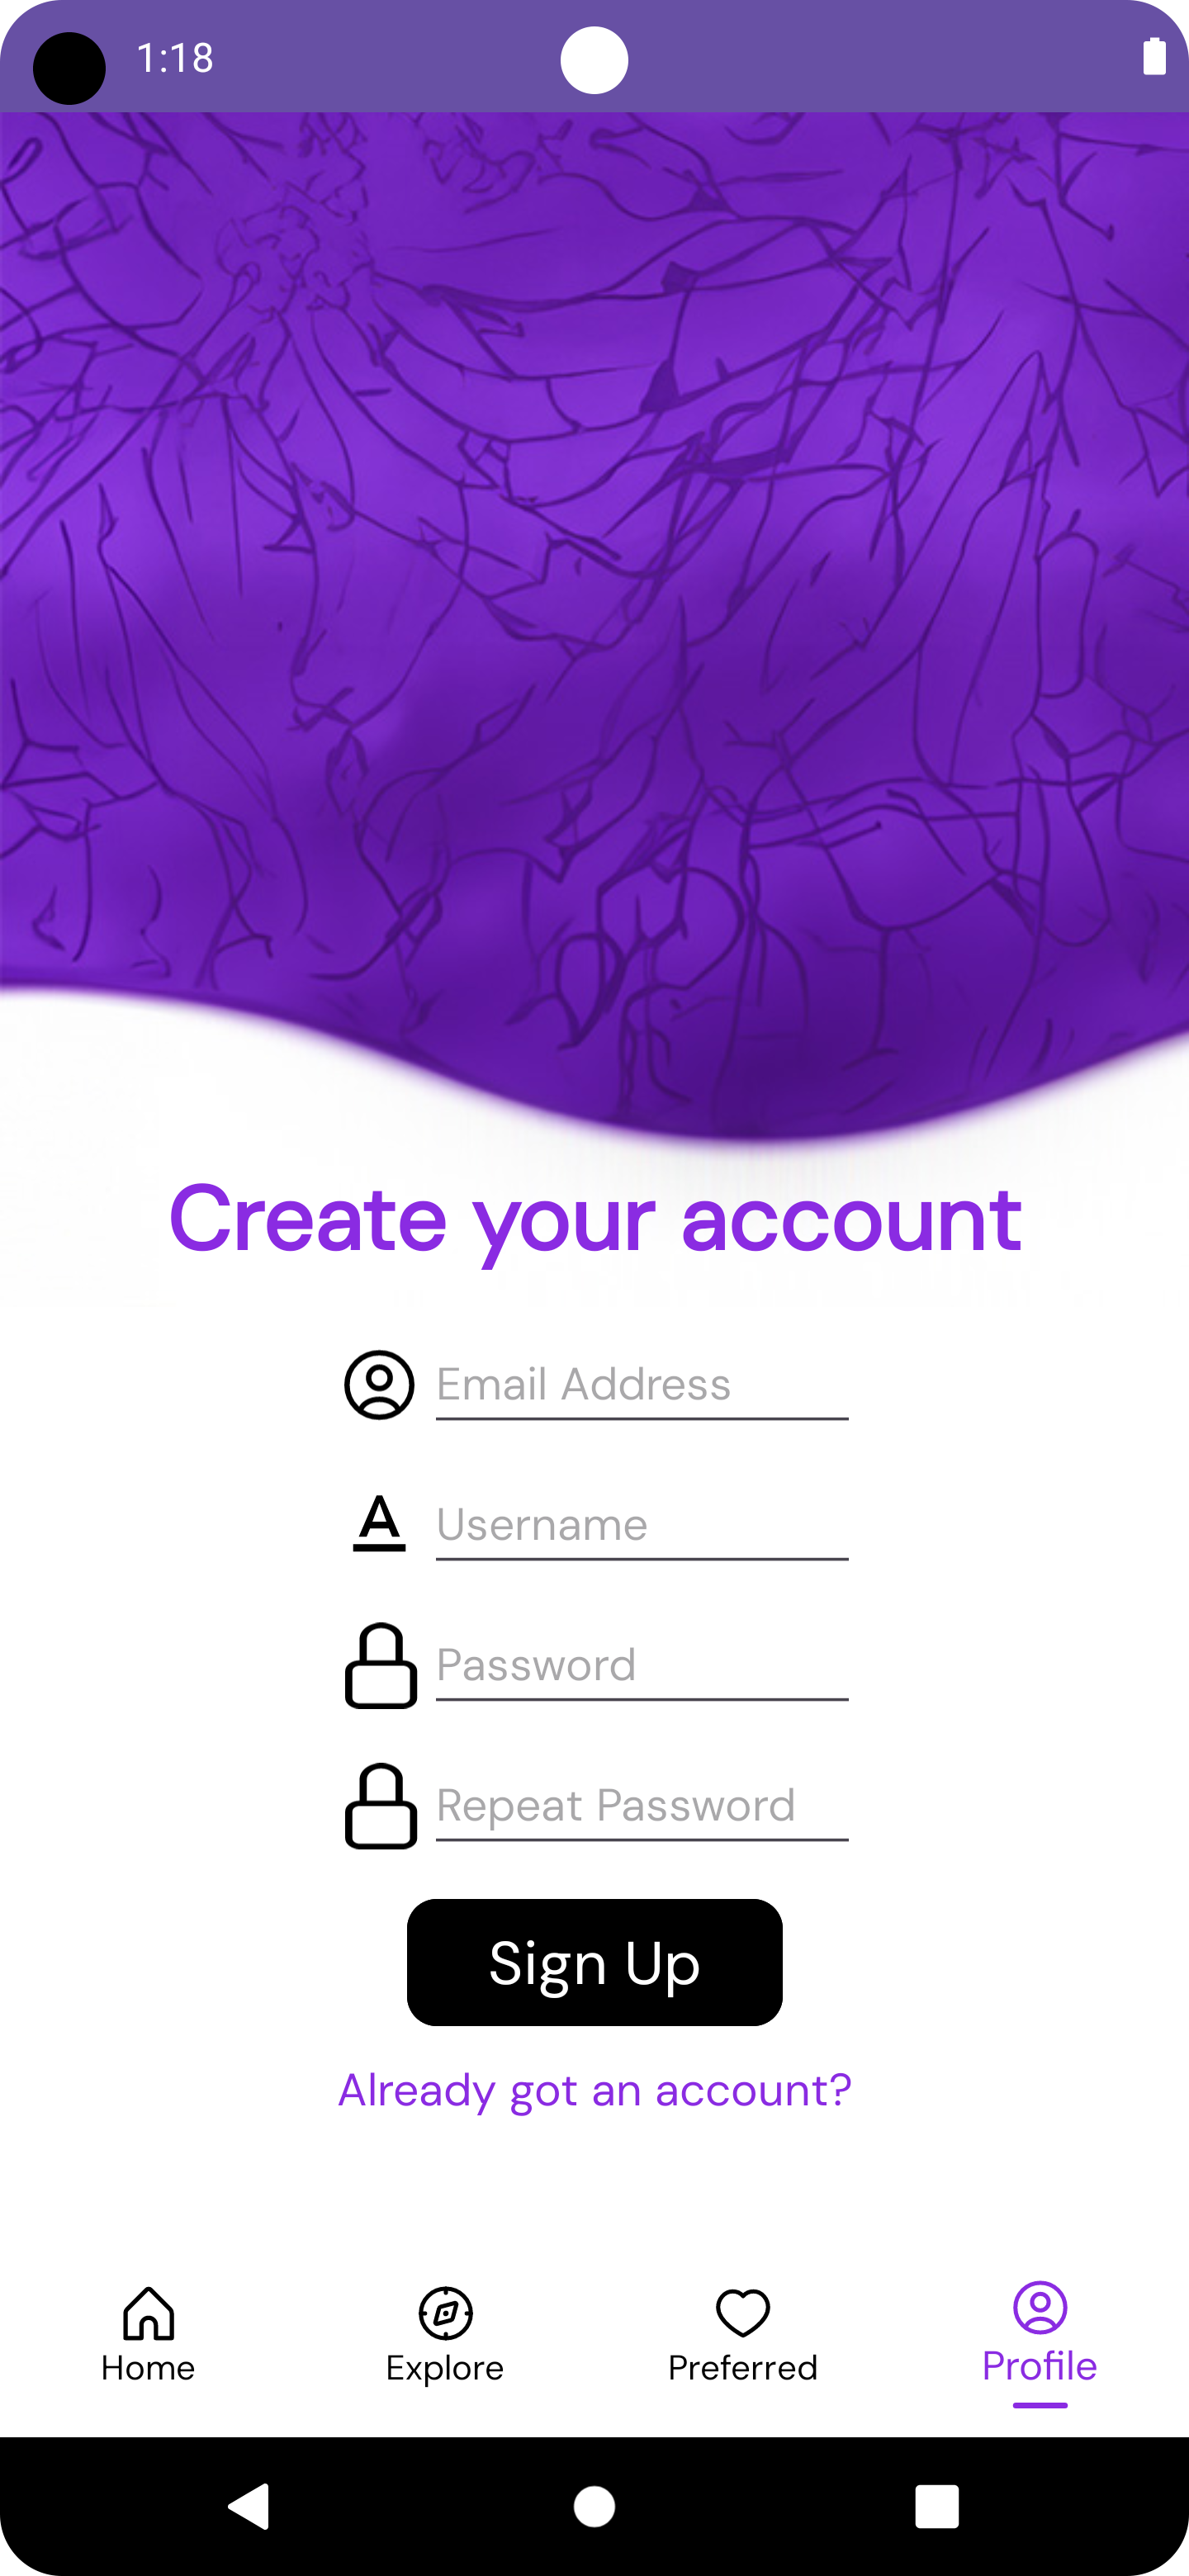 1:18
Create your account
Email Address
A
Username
Password
Repeat Password
Sign Up
Already got an account?
Home
Explore
Preferred
Profile